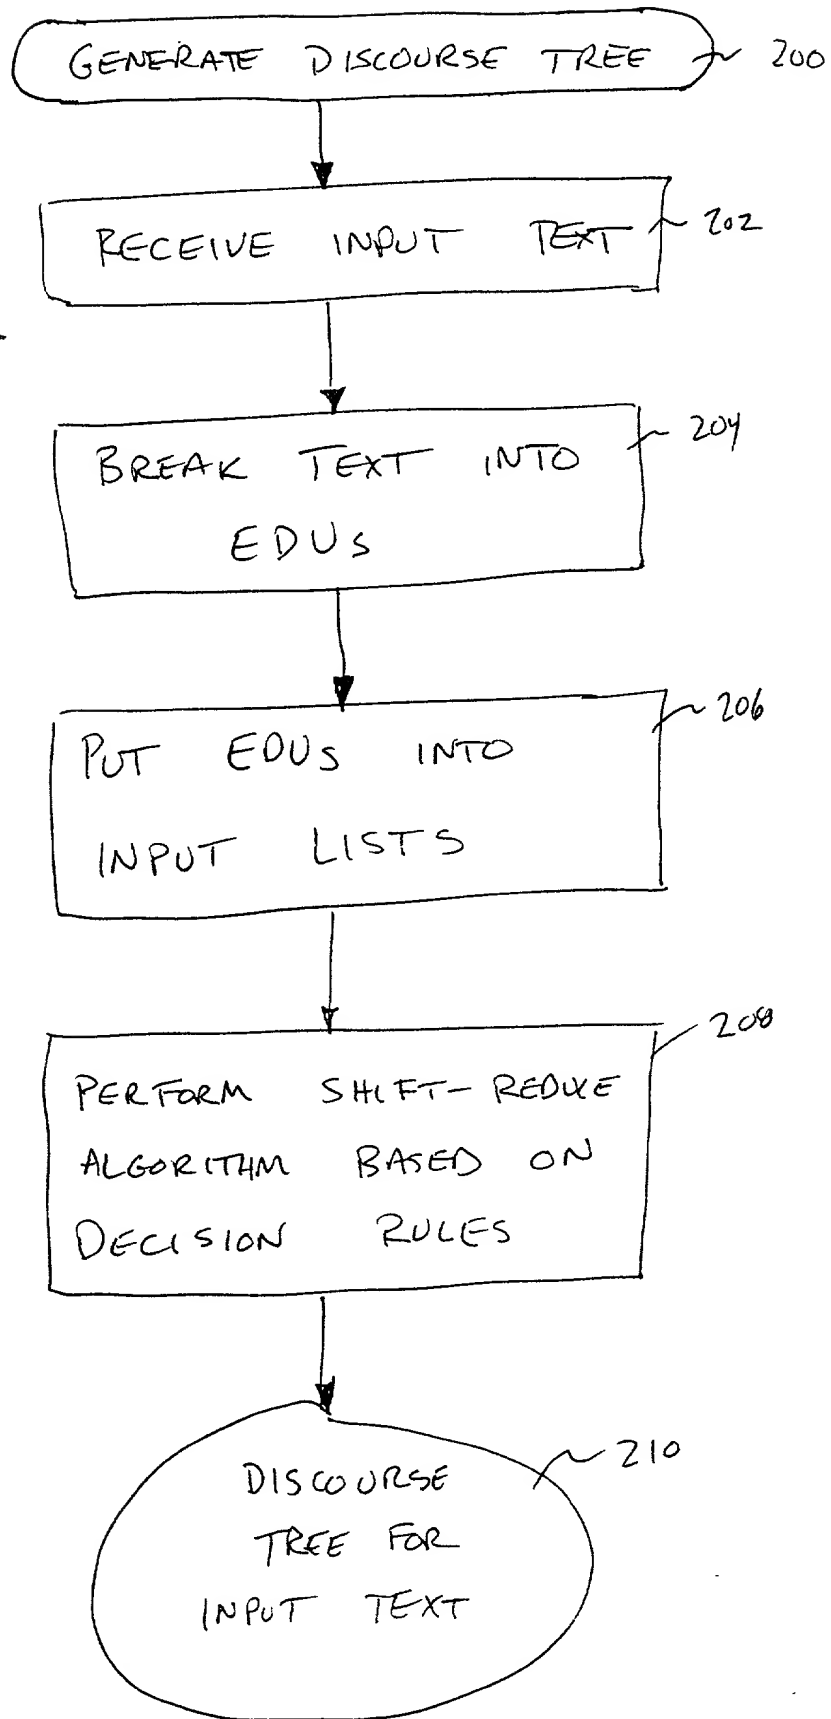 GENERATE DISCOURSE TREE 200
RECEIVE INPUT TEXT 202
BREAK TEXT INTO 204
EDUs
PUT EDUs INTO 206
INPUT LISTS
PERFORM SHIFT-REDUCE 208
ALGORITHM BASED ON
DECISION RULES
DISCOURSE 210
TREE FOR
INPUT TEXT